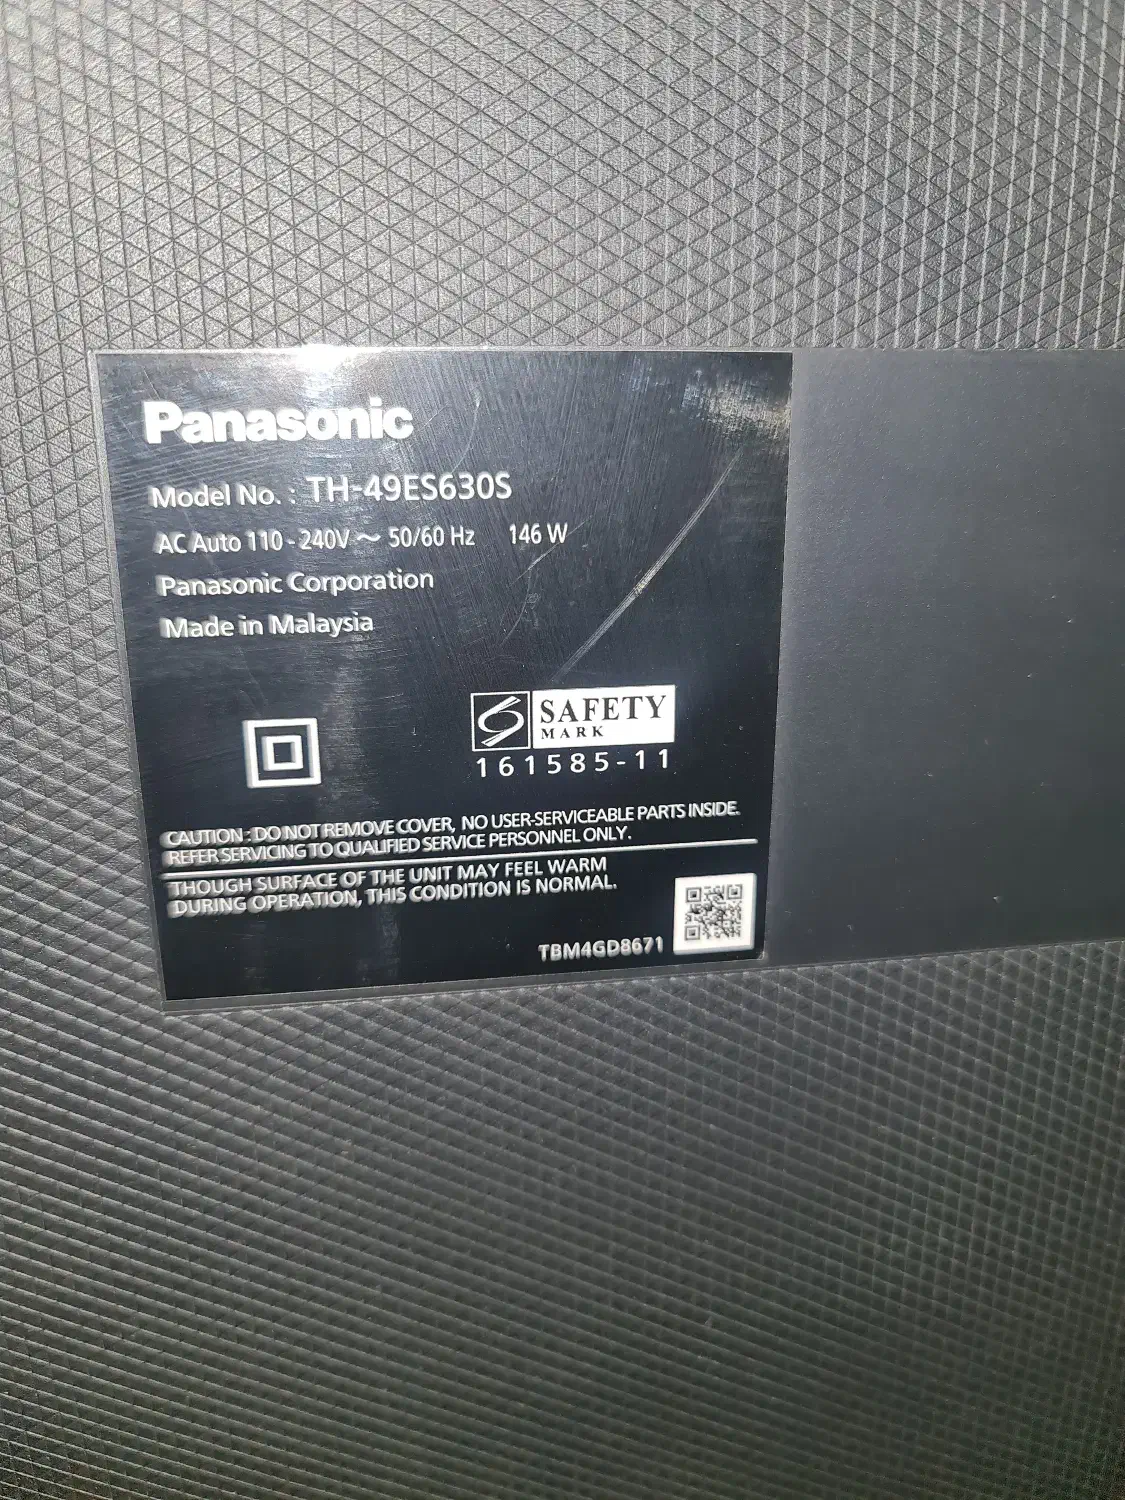 Panasonic
Model No. : TH-49ES630S
AC Auto 110 - 240V ～ 50/60 Hz 146 W
Panasonic Corporation
Made in Malaysia
SAFETY
MARK
161585-11
CAUTION : DO NOT REMOVE COVER, NO USER-SERVICEABLE PARTS INSIDE.
REFER SERVICING TO QUALIFIED SERVICE PERSONNEL ONLY.
THOUGH SURFACE OF THE UNIT MAY FEEL WARM
DURING OPERATION, THIS CONDITION IS NORMAL.
TBM4GD8671